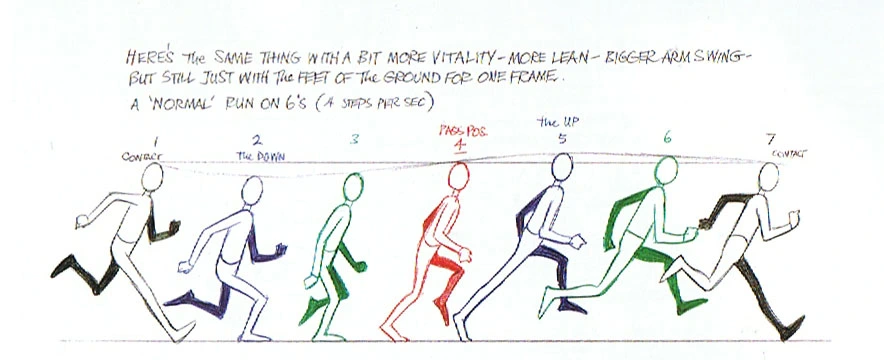 HERE'S The SAME THING WITH A BIT MORE VITALITY - MORE LEAN - BIGGER ARM SWING -
BUT STILL JUST WITH The FEET OF The GROUND FOR ONE FRAME.
A 'NORMAL' RUN ON 6'S (4 STEPS PER SEC)
1
CONTACT
2
The DOWN
3
PASS POS.
4
the UP
5
6
7
CONTACT